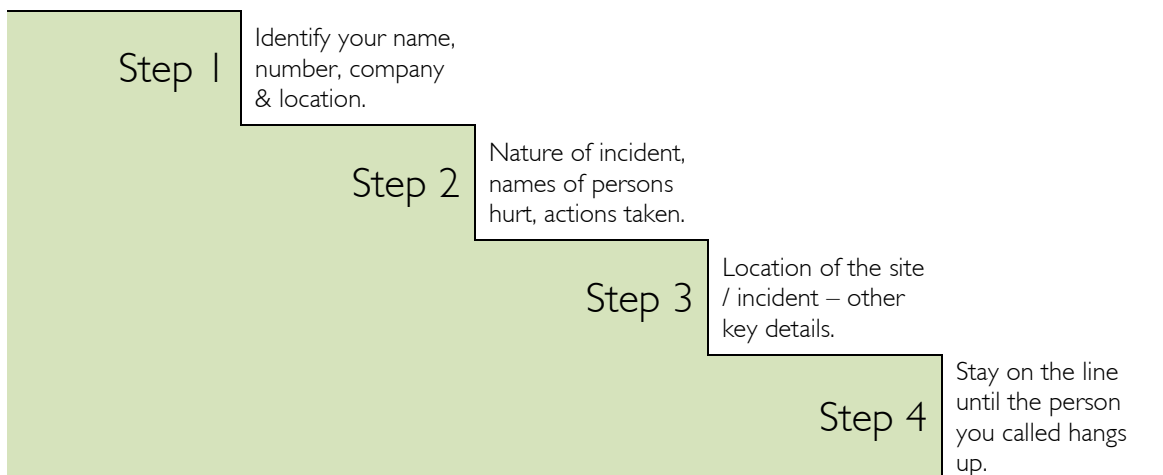 Step 1
Identify your name,
number, company
& location.
Step 2
Nature of incident,
names of persons
hurt, actions taken.
Step 3
Location of the site
/ incident – other
key details.
Step 4
Stay on the line
until the person
you called hangs
up.